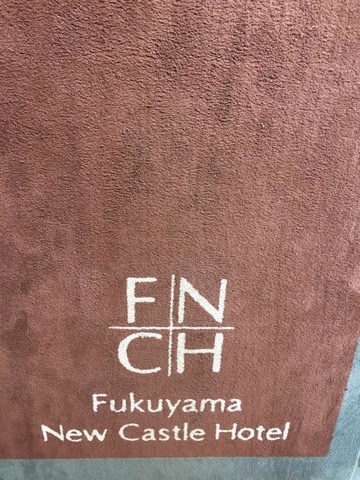 FN
CH
Fukuyama
New Castle Hotel